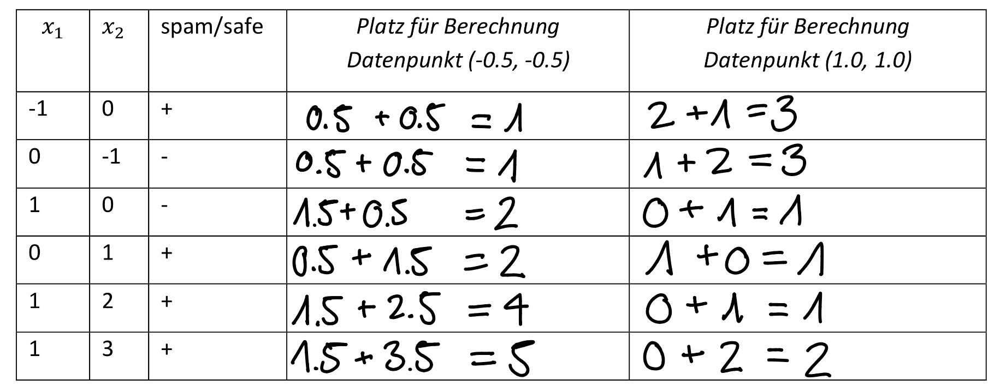 x₁ x₂ spam/safe Platz für Berechnung Datenpunkt (-0.5, -0.5) Platz für Berechnung Datenpunkt (1.0, 1.0)
-1 0 + 0.5 + 0.5 = 1 2 + 1 = 3
0 -1 - 0.5 + 0.5 = 1 1 + 2 = 3
1 0 - 1.5 + 0.5 = 2 0 + 1 = 1
0 1 + 0.5 + 1.5 = 2 1 + 0 = 1
1 2 + 1.5 + 2.5 = 4 0 + 1 = 1
1 3 + 1.5 + 3.5 = 5 0 + 2 = 2